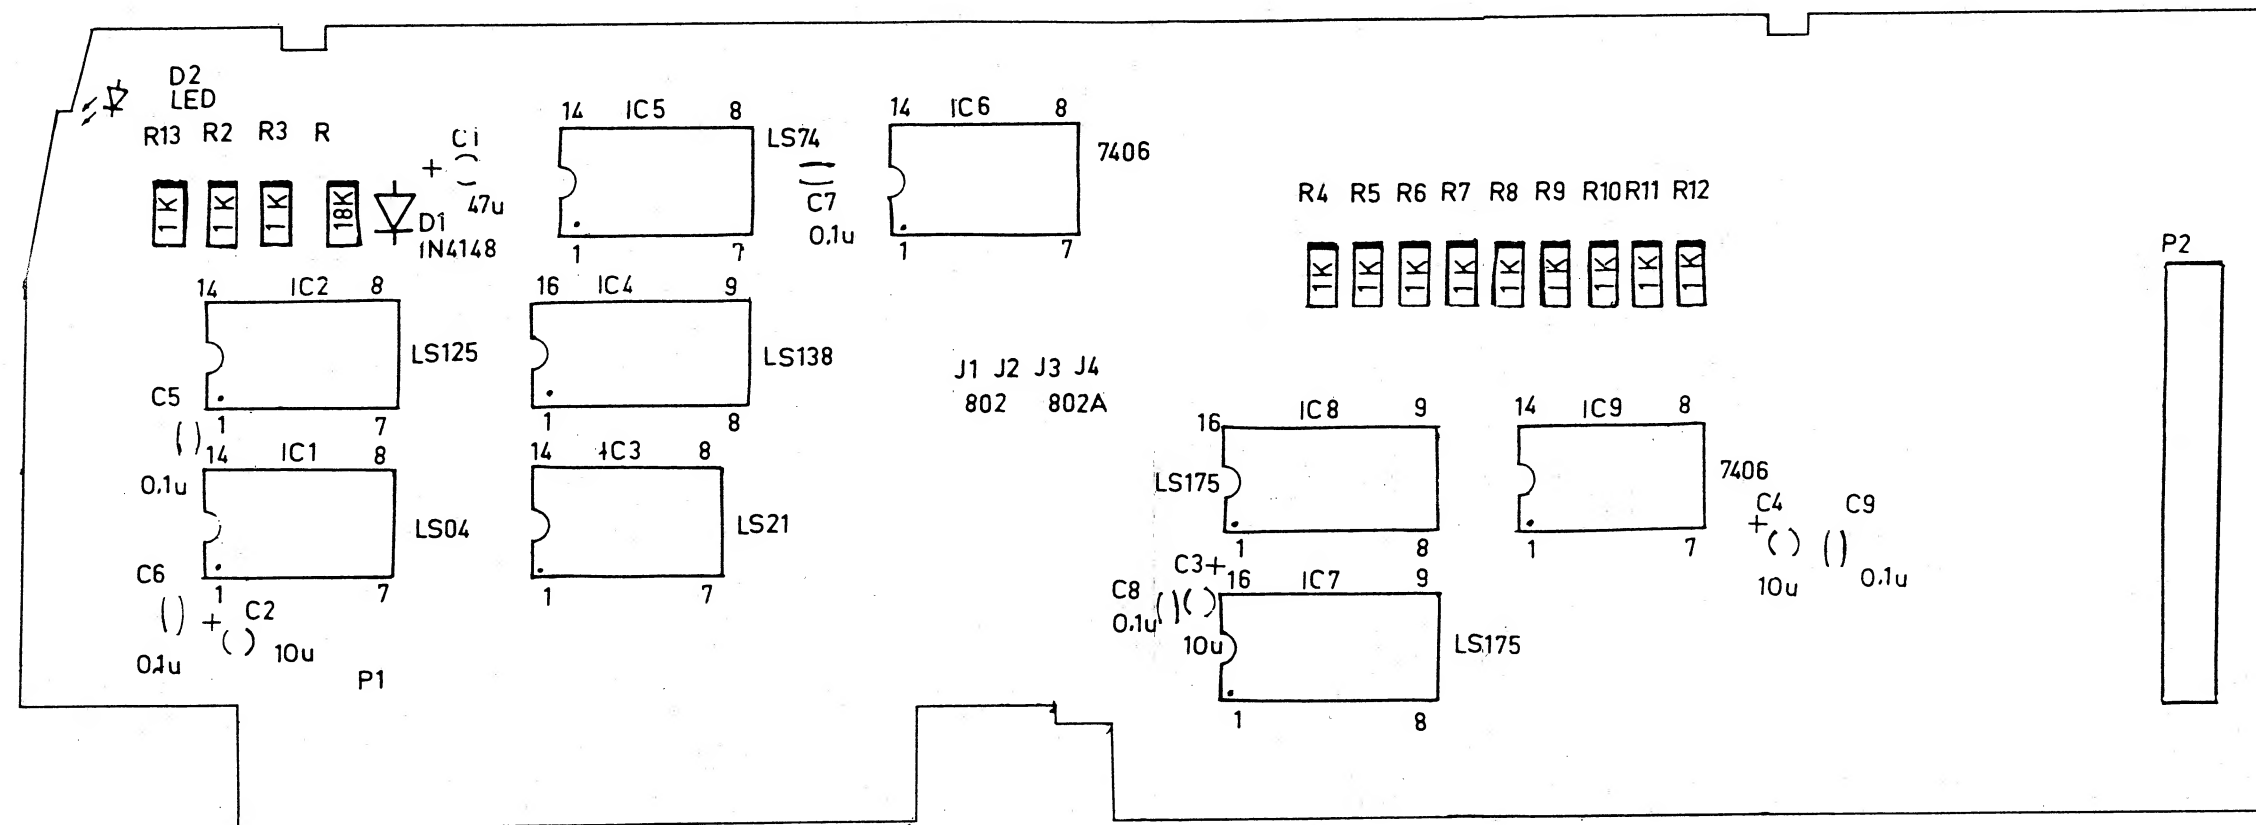 D2
LED
R13 R2 R3 R
C1
+
47u
1K 1K 1K 18K
D1
1N4148
14 IC5 8
LS74
1 7
C7
0,1u
14 IC6 8
7406
1 7
R4 R5 R6 R7 R8 R9 R10 R11 R12
1K 1K 1K 1K 1K 1K 1K 1K 1K
P2
14 IC2 8
LS125
1 7
16 IC4 9
LS138
1 8
J1 J2 J3 J4
802 802A
C5
0,1u
14 IC1 8
LS04
1 7
14 IC3 8
LS21
1 7
16 IC8 9
LS175
1 8
14 IC9 8
7406
1 7
C4
+
10u
C9
0,1u
C6
0,1u
C2
+
10u
P1
C3+
10u
C8
0,1u
16 IC7 9
LS175
1 8